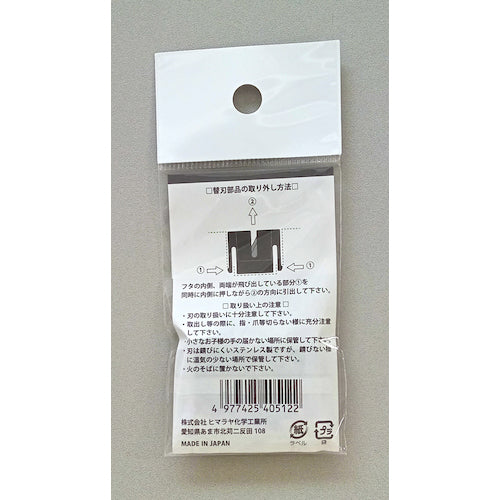 □替刃部品の取り外し方法□
②
①
①
フタの内側、両端が飛び出している部分①を
同時に内側に押しながら②の方向に引出して下さい。
□取り扱い上の注意□
・刃の取り扱いに十分注意して下さい。
・取出し等の際に、指・爪等切らない様に充分注意
して下さい。
・小さなお子様の手の届かない場所に保管して下さい。
・刃は錆びにくいステンレス製ですが、錆びない様
に湿気の少ない場所で保管して下さい。
・火のそばに置かないで下さい。
4 977425 405122
株式会社 ヒマラヤ化学工業所
愛知県あま市北苅二反田 108
MADE IN JAPAN
紙
ラベル
プラ
袋